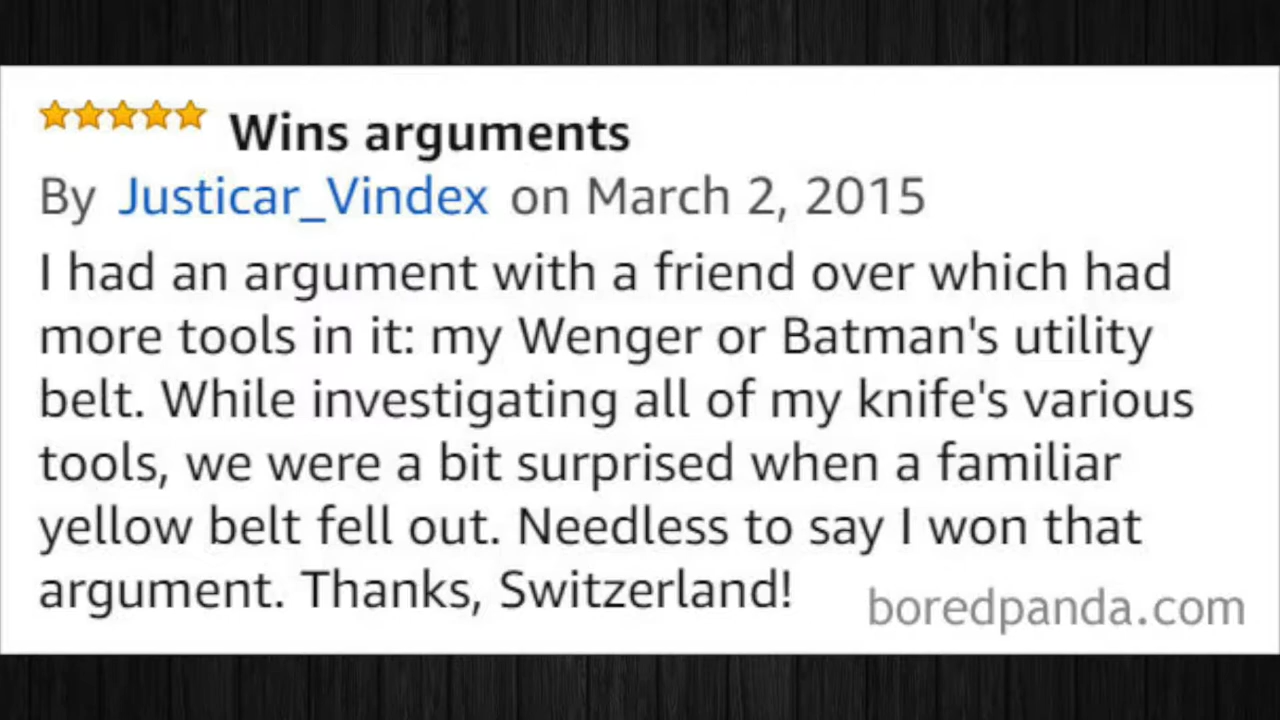 Wins arguments
By Justicar_Vindex on March 2, 2015
I had an argument with a friend over which had
more tools in it: my Wenger or Batman's utility
belt. While investigating all of my knife's various
tools, we were a bit surprised when a familiar
yellow belt fell out. Needless to say I won that
argument. Thanks, Switzerland!
boredpanda.com